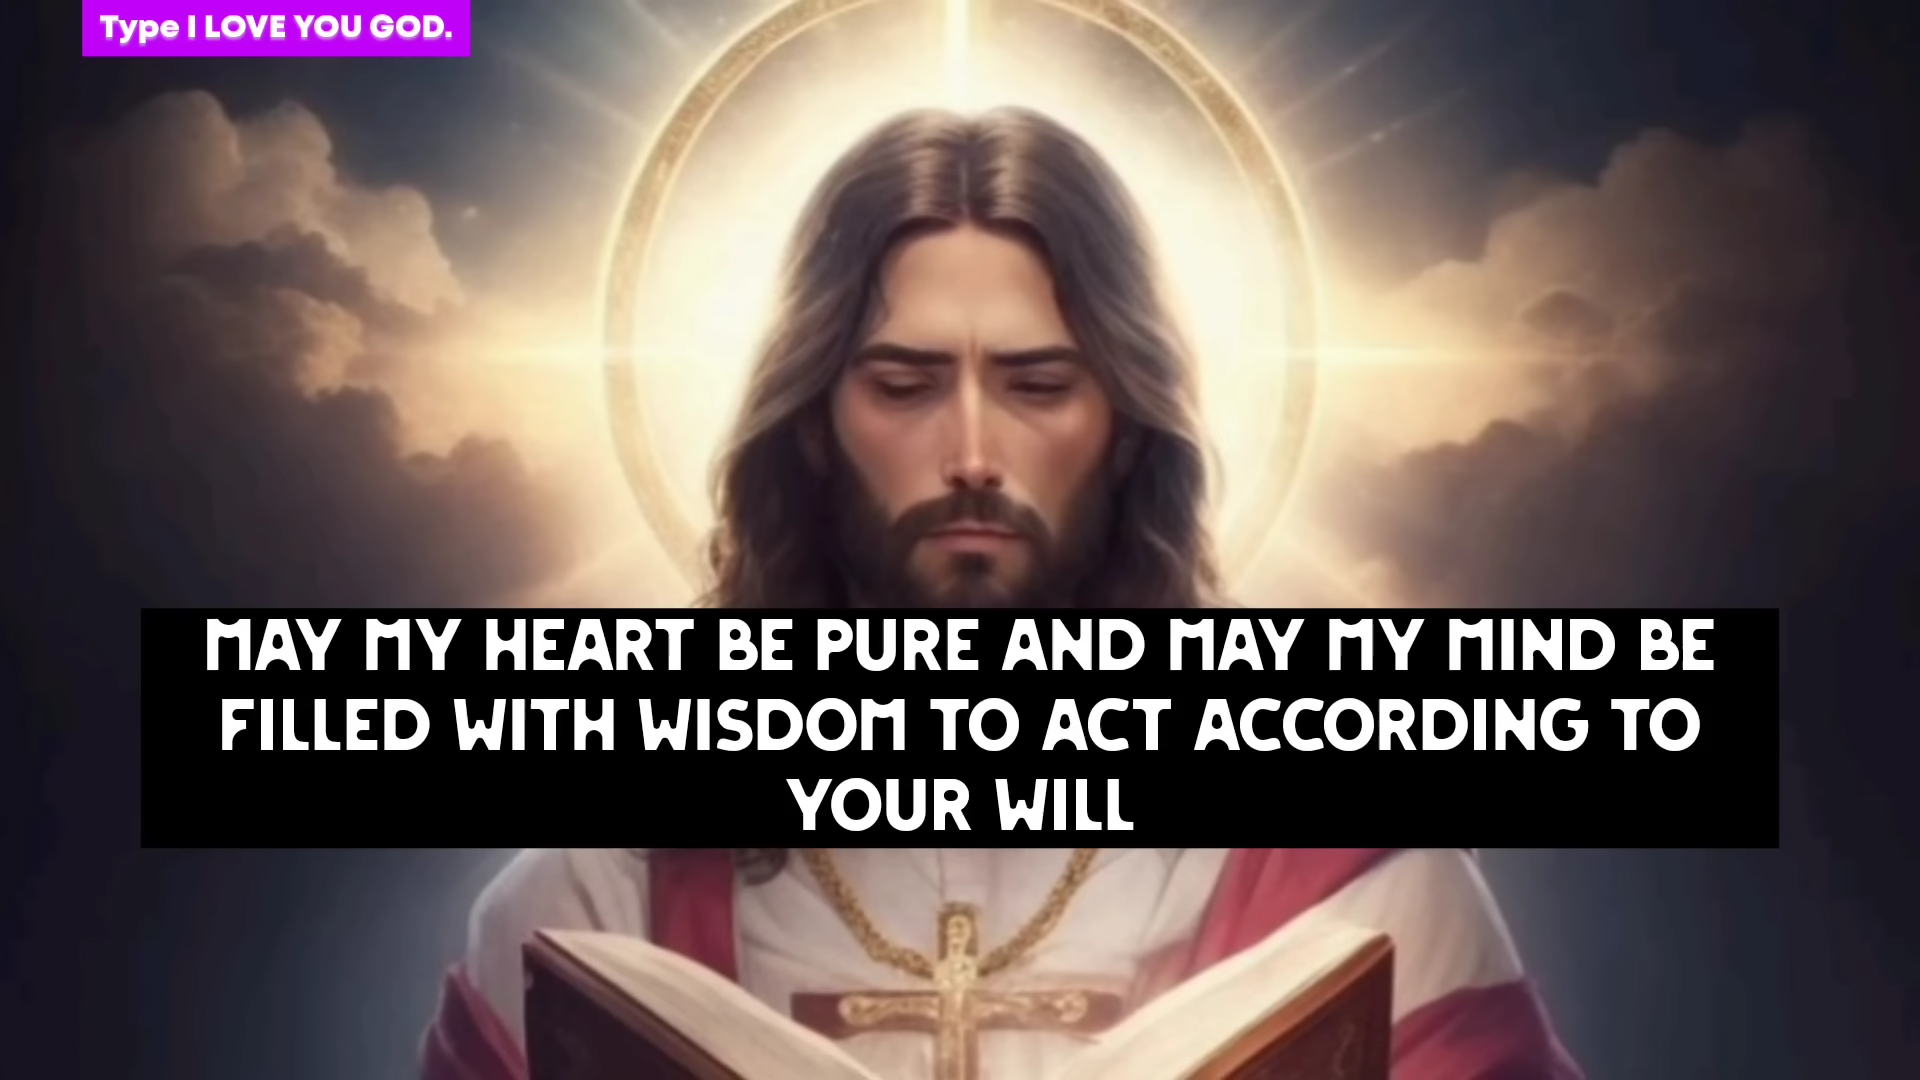 Type I LOVE YOU GOD.
MAY MY HEART BE PURE AND MAY MY MIND BE
FILLED WITH WISDOM TO ACT ACCORDING TO
YOUR WILL